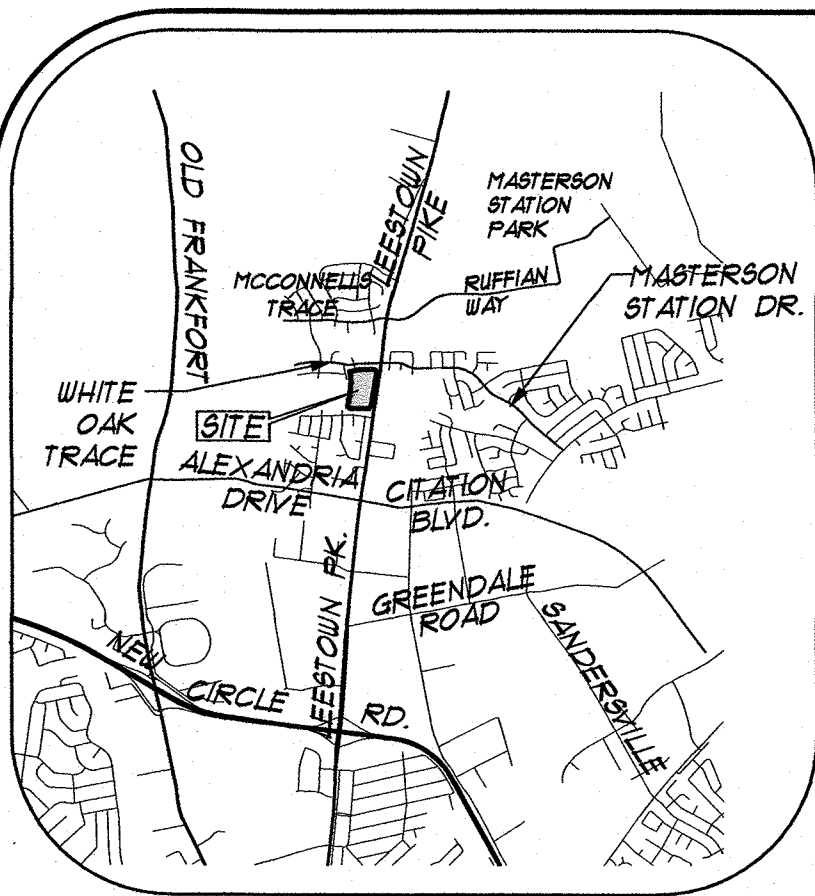 OLD FRANKFORT
LEESTOWN
PIKE
MASTERSON
STATION
PARK
MCCONNELLS
TRACE
RUFFIAN
WAY
MASTERSON
STATION DR.
WHITE
OAK
TRACE
SITE
ALEXANDRIA
DRIVE
CITATION
BLVD.
LEESTOWN PK.
GREENDALE
ROAD
SANDERSVILLE
NEW
CIRCLE
RD.